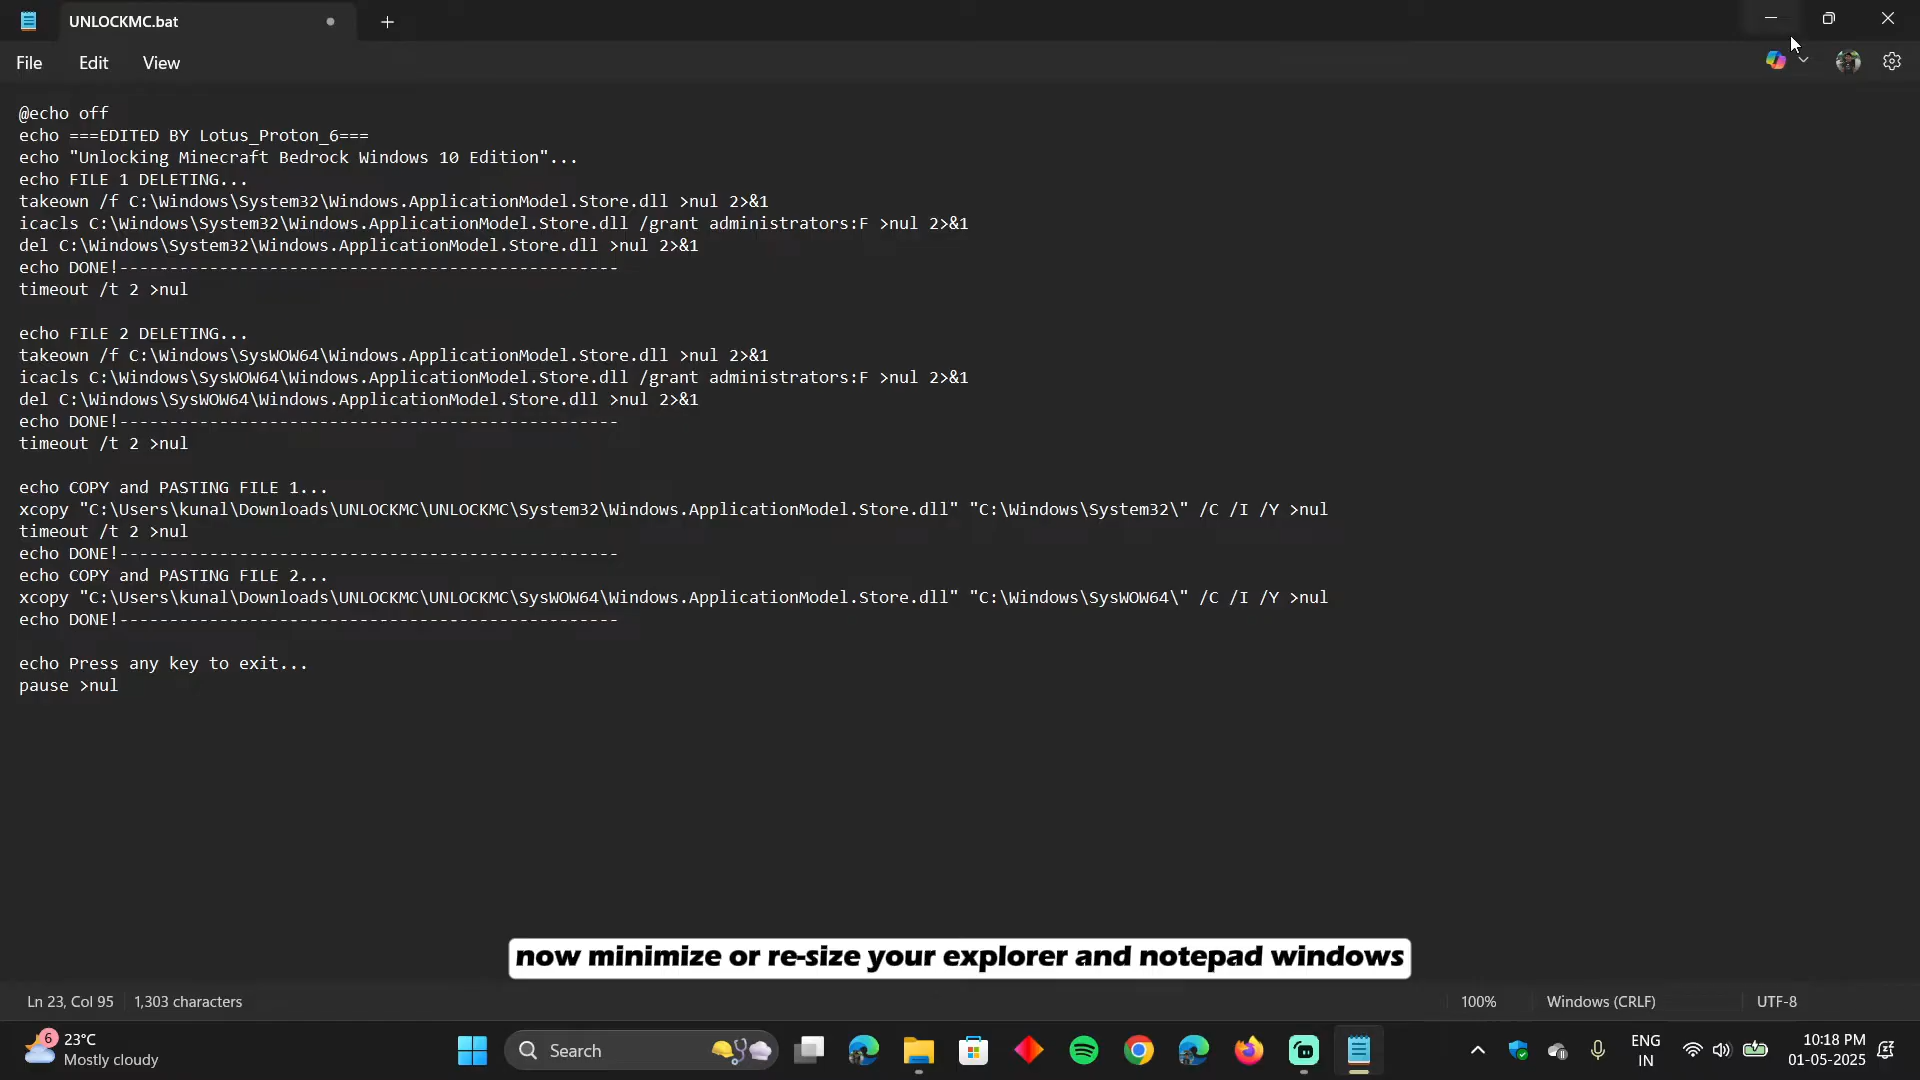 UNLOCKMC.bat
File Edit View
@echo off
echo ===EDITED BY Lotus_Proton_6===
echo "Unlocking Minecraft Bedrock Windows 10 Edition"...
echo FILE 1 DELETING...
takeown /f C:\Windows\System32\Windows.ApplicationModel.Store.dll >nul 2>&1
icacls C:\Windows\System32\Windows.ApplicationModel.Store.dll /grant administrators:F >nul 2>&1
del C:\Windows\System32\Windows.ApplicationModel.Store.dll >nul 2>&1
echo DONE!--------------------------------------------------
timeout /t 2 >nul
echo FILE 2 DELETING...
takeown /f C:\Windows\SysWOW64\Windows.ApplicationModel.Store.dll >nul 2>&1
icacls C:\Windows\SysWOW64\Windows.ApplicationModel.Store.dll /grant administrators:F >nul 2>&1
del C:\Windows\SysWOW64\Windows.ApplicationModel.Store.dll >nul 2>&1
echo DONE!--------------------------------------------------
timeout /t 2 >nul
echo COPY and PASTING FILE 1...
xcopy "C:\Users\kunal\Downloads\UNLOCKMC\UNLOCKMC\System32\Windows.ApplicationModel.Store.dll" "C:\Windows\System32\" /C /I /Y >nul
timeout /t 2 >nul
echo DONE!--------------------------------------------------
echo COPY and PASTING FILE 2...
xcopy "C:\Users\kunal\Downloads\UNLOCKMC\UNLOCKMC\SysWOW64\Windows.ApplicationModel.Store.dll" "C:\Windows\SysWOW64\" /C /I /Y >nul
echo DONE!--------------------------------------------------
echo Press any key to exit...
pause >nul
now minimize or re-size your explorer and notepad windows
Ln 23, Col 95 1,303 characters 100% Windows (CRLF) UTF-8
6 23°C
Mostly cloudy
Search
ENG
IN
10:18 PM
01-05-2025